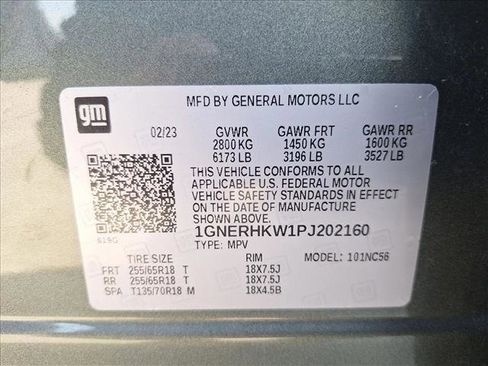 gm
MFD BY GENERAL MOTORS LLC
02/23 GVWR GAWR FRT GAWR RR
2800 KG 1450 KG 1600 KG
6173 LB 3196 LB 3527 LB
THIS VEHICLE CONFORMS TO ALL
APPLICABLE U.S. FEDERAL MOTOR
VEHICLE SAFETY STANDARDS IN EFFECT
ON THE DATE OF MANUFACTURE
SHOWN ABOVE.
1GNERHKW1PJ202160
TYPE: MPV MODEL: 101NC56
TIRE SIZE RIM
FRT 255/65R18 T 18X7.5J
RR 255/65R18 T 18X7.5J
SPA T135/70R18 M 18X4.5B